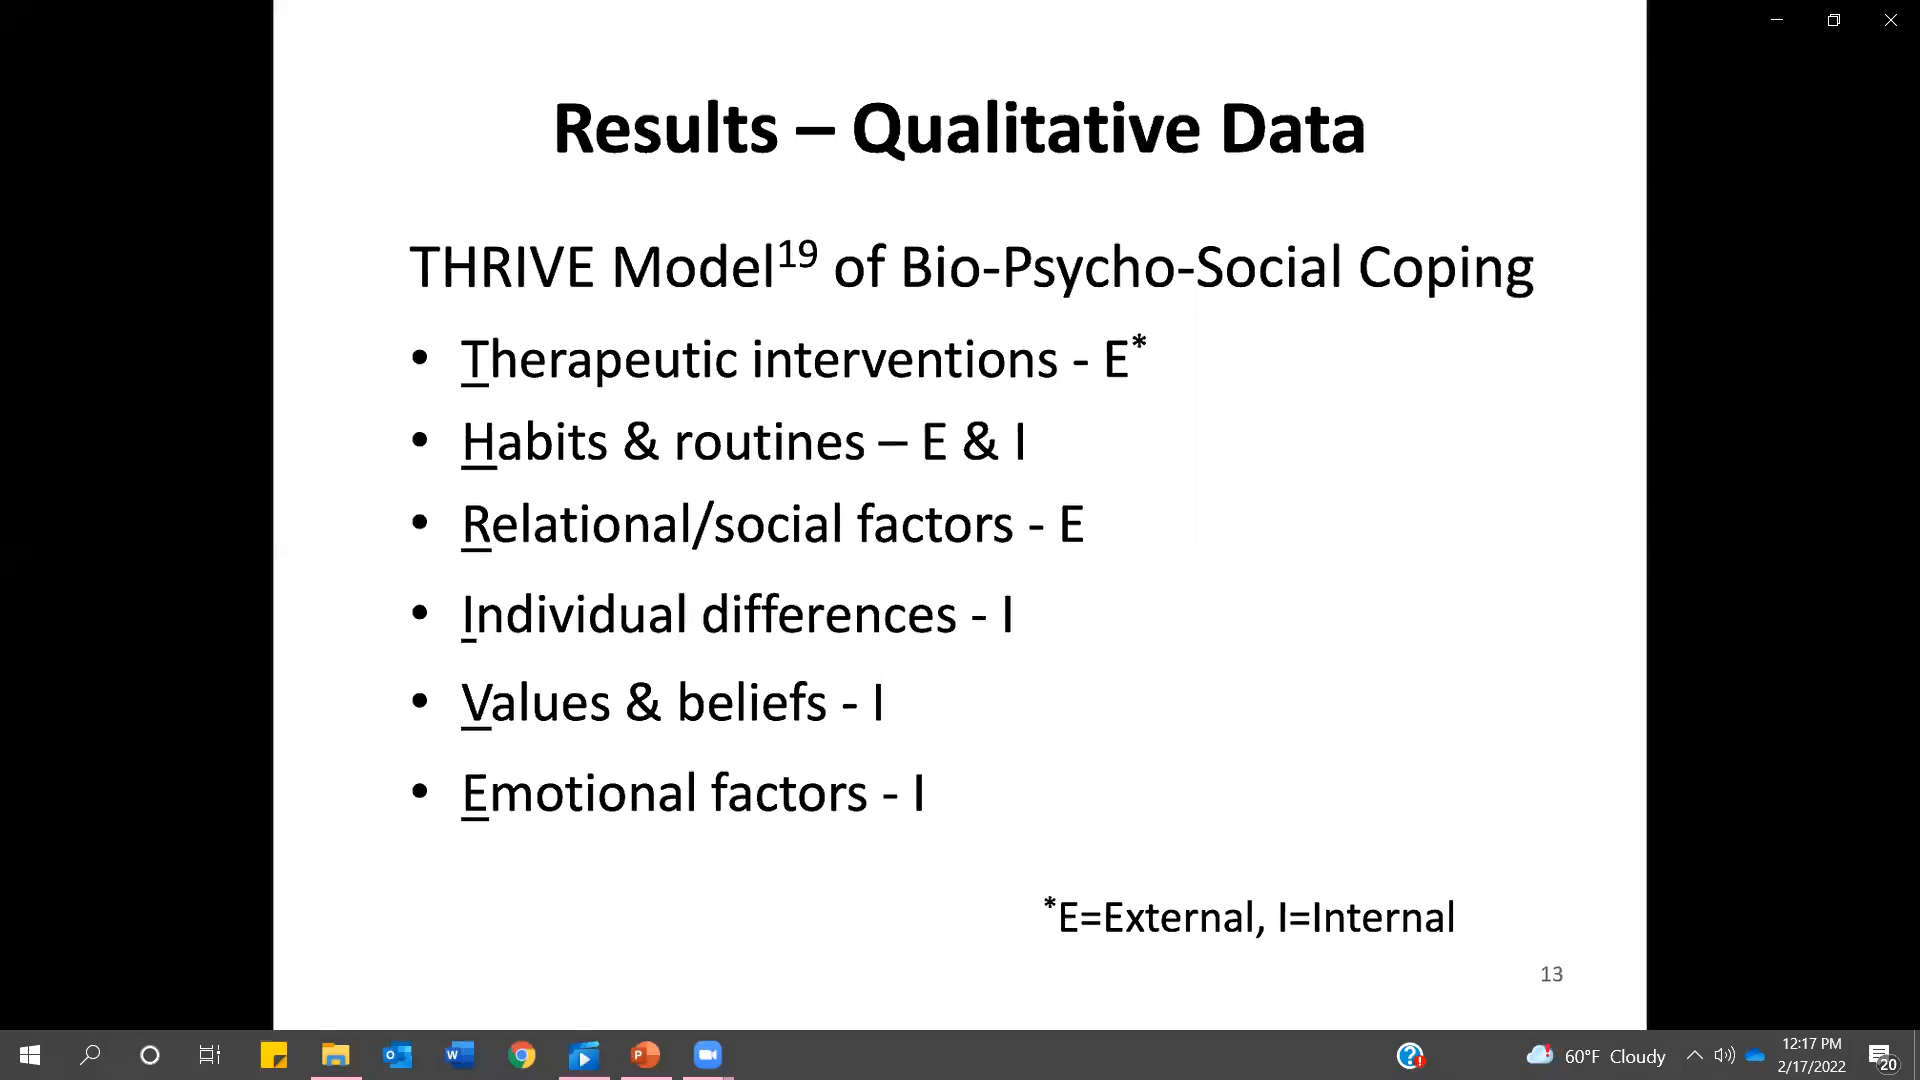 Results – Qualitative Data
THRIVE Model19 of Bio-Psycho-Social Coping
• Therapeutic interventions - E*
• Habits & routines – E & I
• Relational/social factors - E
• Individual differences - I
• Values & beliefs - I
• Emotional factors - I
*E=External, I=Internal
13
60°F Cloudy
12:17 PM
2/17/2022
20